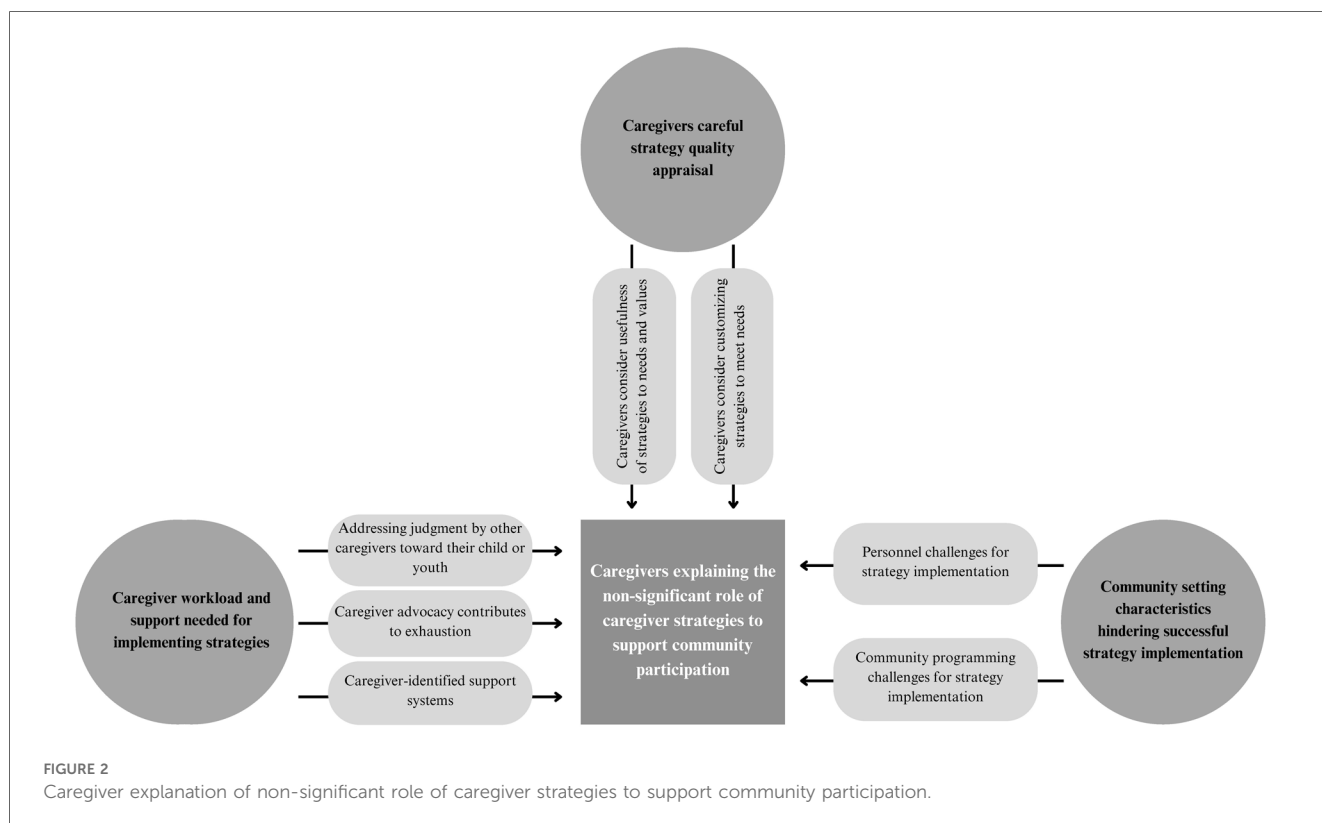 Caregivers careful
strategy quality
appraisal
Caregivers consider usefulness
of strategies to needs and values
Caregivers consider customizing
strategies to meet needs
Caregiver workload and
support needed for
implementing strategies
Addressing judgment by other
caregivers toward their child or
youth
Caregiver advocacy contributes
to exhaustion
Caregiver-identified support
systems
Caregivers explaining the
non-significant role of
caregiver strategies to
support community
participation
Personnel challenges for
strategy implementation
Community programming
challenges for strategy
implementation
Community setting
characteristics
hindering successful
strategy implementation
FIGURE 2
Caregiver explanation of non-significant role of caregiver strategies to support community participation.